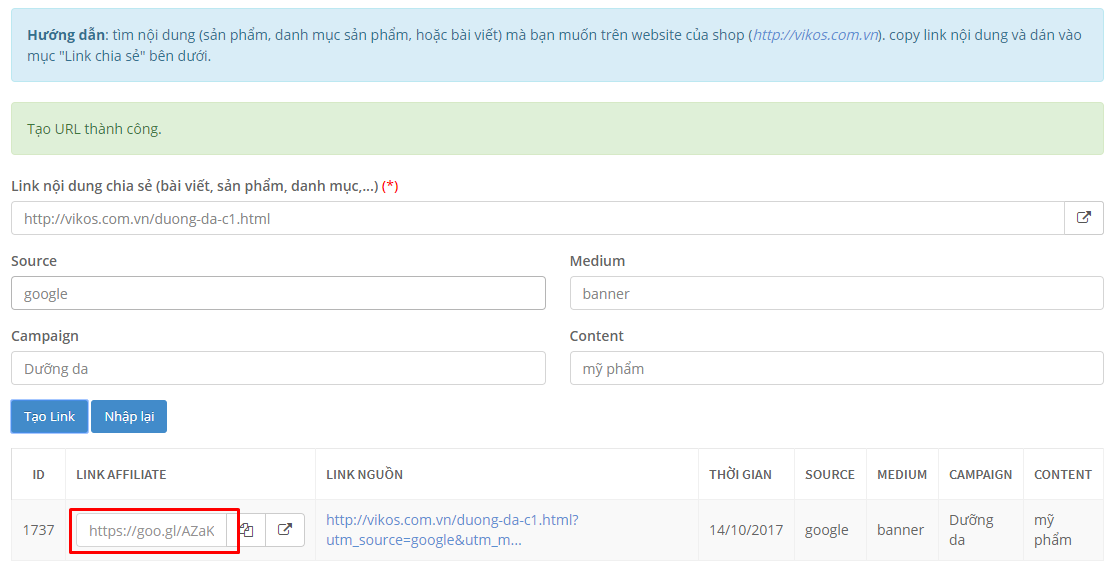 Hướng dẫn: tìm nội dung (sản phẩm, danh mục sản phẩm, hoặc bài viết) mà bạn muốn trên website của shop (http://vikos.com.vn). copy link nội dung và dán vào
mục "Link chia sẻ" bên dưới.
Tạo URL thành công.
Link nội dung chia sẻ (bài viết, sản phẩm, danh mục,...) (*)
http://vikos.com.vn/duong-da-c1.html
Source Medium
google banner
Campaign Content
Dưỡng da mỹ phẩm
Tạo Link Nhập lại
ID LINK AFFILIATE LINK NGUỒN THỜI GIAN SOURCE MEDIUM CAMPAIGN CONTENT
1737 https://goo.gl/AZaK http://vikos.com.vn/duong-da-c1.html? 14/10/2017 google banner Dưỡng mỹ
utm_source=google&utm_m... da phẩm